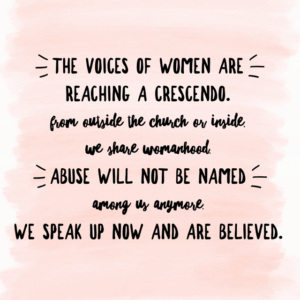 THE VOICES OF WOMEN ARE
REACHING A CRESCENDO.
from outside the church or inside,
we share womanhood.
ABUSE WILL NOT BE NAMED
among us anymore.
WE SPEAK UP NOW AND ARE BELIEVED.